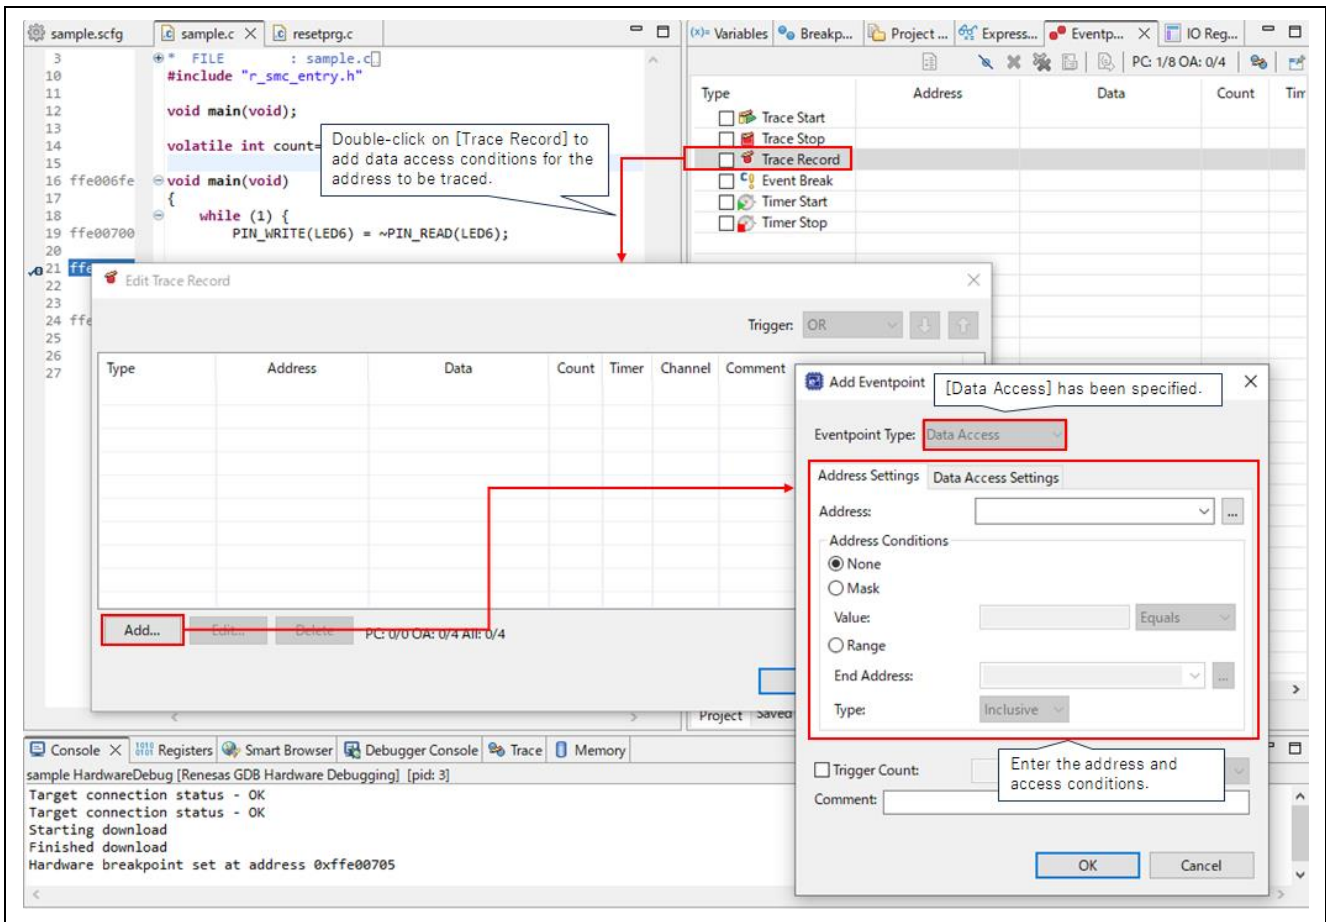 sample.scfg
sample.c
resetprg.c
3 * FILE : sample.c
10 #include "r_smc_entry.h"
11
12 void main(void);
13
14 volatile int count=
15
16 ffe006fe void main(void)
17 {
18 while (1) {
19 ffe00700 PIN_WRITE(LED6) = ~PIN_READ(LED6);
20
21 ffe
22
23
24 ffe
25
26
27
Double-click on [Trace Record] to
add data access conditions for the
address to be traced.
(x)= Variables
Breakp...
Project ...
Express...
Eventp...
IO Reg...
PC: 1/8 OA: 0/4
Type Address Data Count Tim
Trace Start
Trace Stop
Trace Record
Event Break
Timer Start
Timer Stop
Edit Trace Record
Trigger: OR
Type Address Data Count Timer Channel Comment
Add... Edit... Delete PC: 0/0 OA: 0/4 All: 0/4
Project Saved
Add Eventpoint
[Data Access] has been specified.
Eventpoint Type: Data Access
Address Settings Data Access Settings
Address: ...
Address Conditions
None
Mask
Value: Equals
Range
End Address: ...
Type: Inclusive
Enter the address and
access conditions.
Trigger Count:
Comment:
OK Cancel
Console Registers Smart Browser Debugger Console Trace Memory
sample HardwareDebug [Renesas GDB Hardware Debugging] [pid: 3]
Target connection status - OK
Target connection status - OK
Starting download
Finished download
Hardware breakpoint set at address 0xffe00705